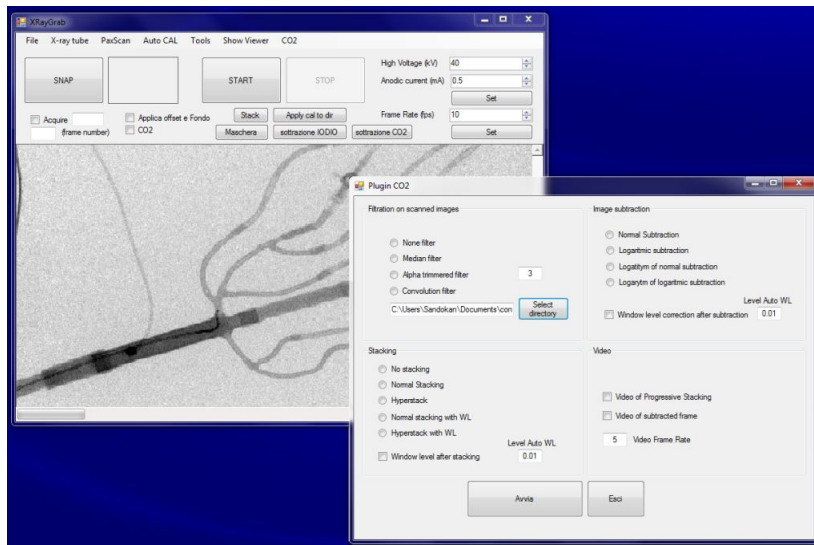 XRayGrab
File X-ray tube PaxScan Auto CAL Tools Show Viewer CO2
SNAP
START
STOP
High Voltage (kV) 40
Anodic current (mA) 0.5
Set
Acquire
(frame number)
Applica offset e Fondo
CO2
Stack Apply cal to dir
Maschera sottrazione IODIO sottrazione CO2
Frame Rate (fps) 10
Set
Plugin CO2
Filtration on scanned images
None filter
Median filter
Alpha trimmered filter 3
Convolution filter
C:\Users\Sandokan\Documents\con
Select
directory
Image subtraction
Normal Subtraction
Logaritmic subtraction
Logatitym of normal subtraction
Logarytm of logaritmic subtraction
Level Auto WL
Window level correction after subtraction 0.01
Stacking
No stacking
Normal Stacking
Hyperstack
Normal stacking with WL
Hyperstack with WL
Level Auto WL
Window level after stacking 0.01
Video
Video of Progressive Stacking
Video of subtracted frame
5 Video Frame Rate
Avvia
Esci